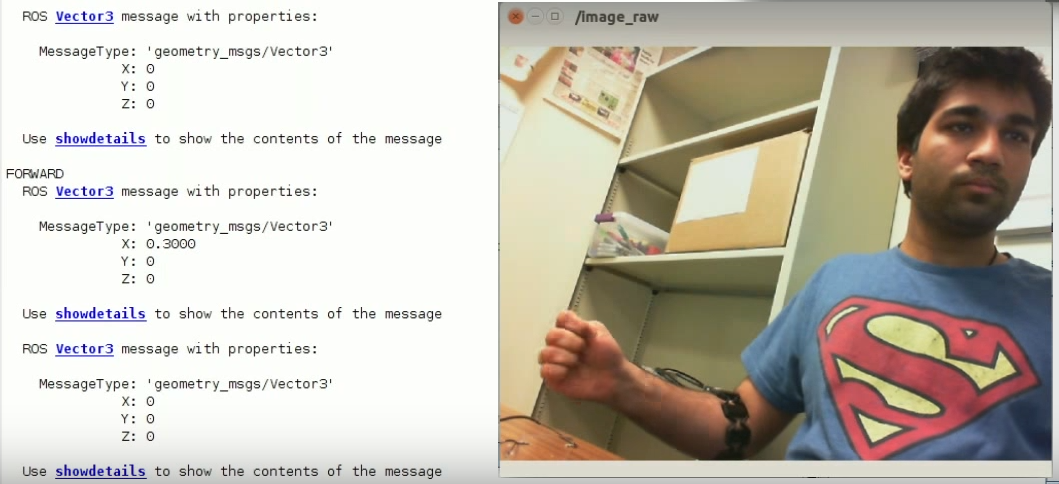 ROS Vector3 message with properties:
MessageType: 'geometry_msgs/Vector3'
X: 0
Y: 0
Z: 0
Use showdetails to show the contents of the message
FORWARD
ROS Vector3 message with properties:
MessageType: 'geometry_msgs/Vector3'
X: 0.3000
Y: 0
Z: 0
Use showdetails to show the contents of the message
ROS Vector3 message with properties:
MessageType: 'geometry_msgs/Vector3'
X: 0
Y: 0
Z: 0
Use showdetails to show the contents of the message
/image_raw
S